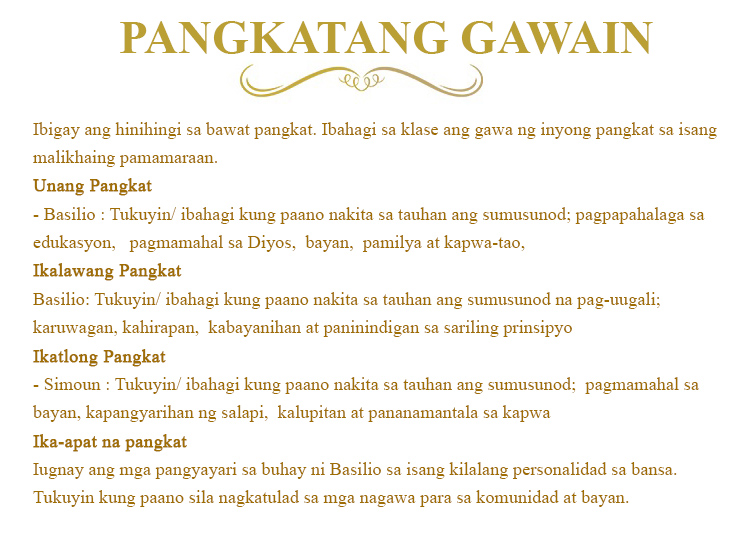 PANGKATANG GAWAIN
Ibigay ang hinihingi sa bawat pangkat. Ibahagi sa klase ang gawa ng inyong pangkat sa isang
malikhaing pamamaraan.
Unang Pangkat
- Basilio : Tukuyin/ ibahagi kung paano nakita sa tauhan ang sumusunod; pagpapahalaga sa
edukasyon, pagmamahal sa Diyos, bayan, pamilya at kapwa-tao,
Ikalawang Pangkat
Basilio: Tukuyin/ ibahagi kung paano nakita sa tauhan ang sumusunod na pag-uugali;
karuwagan, kahirapan, kabayanihan at paninindigan sa sariling prinsipyo
Ikatlong Pangkat
- Simoun : Tukuyin/ ibahagi kung paano nakita sa tauhan ang sumusunod; pagmamahal sa
bayan, kapangyarihan ng salapi, kalupitan at pananamantala sa kapwa
Ika-apat na pangkat
Iugnay ang mga pangyayari sa buhay ni Basilio sa isang kilalang personalidad sa bansa.
Tukuyin kung paano sila nagkatulad sa mga nagawa para sa komunidad at bayan.